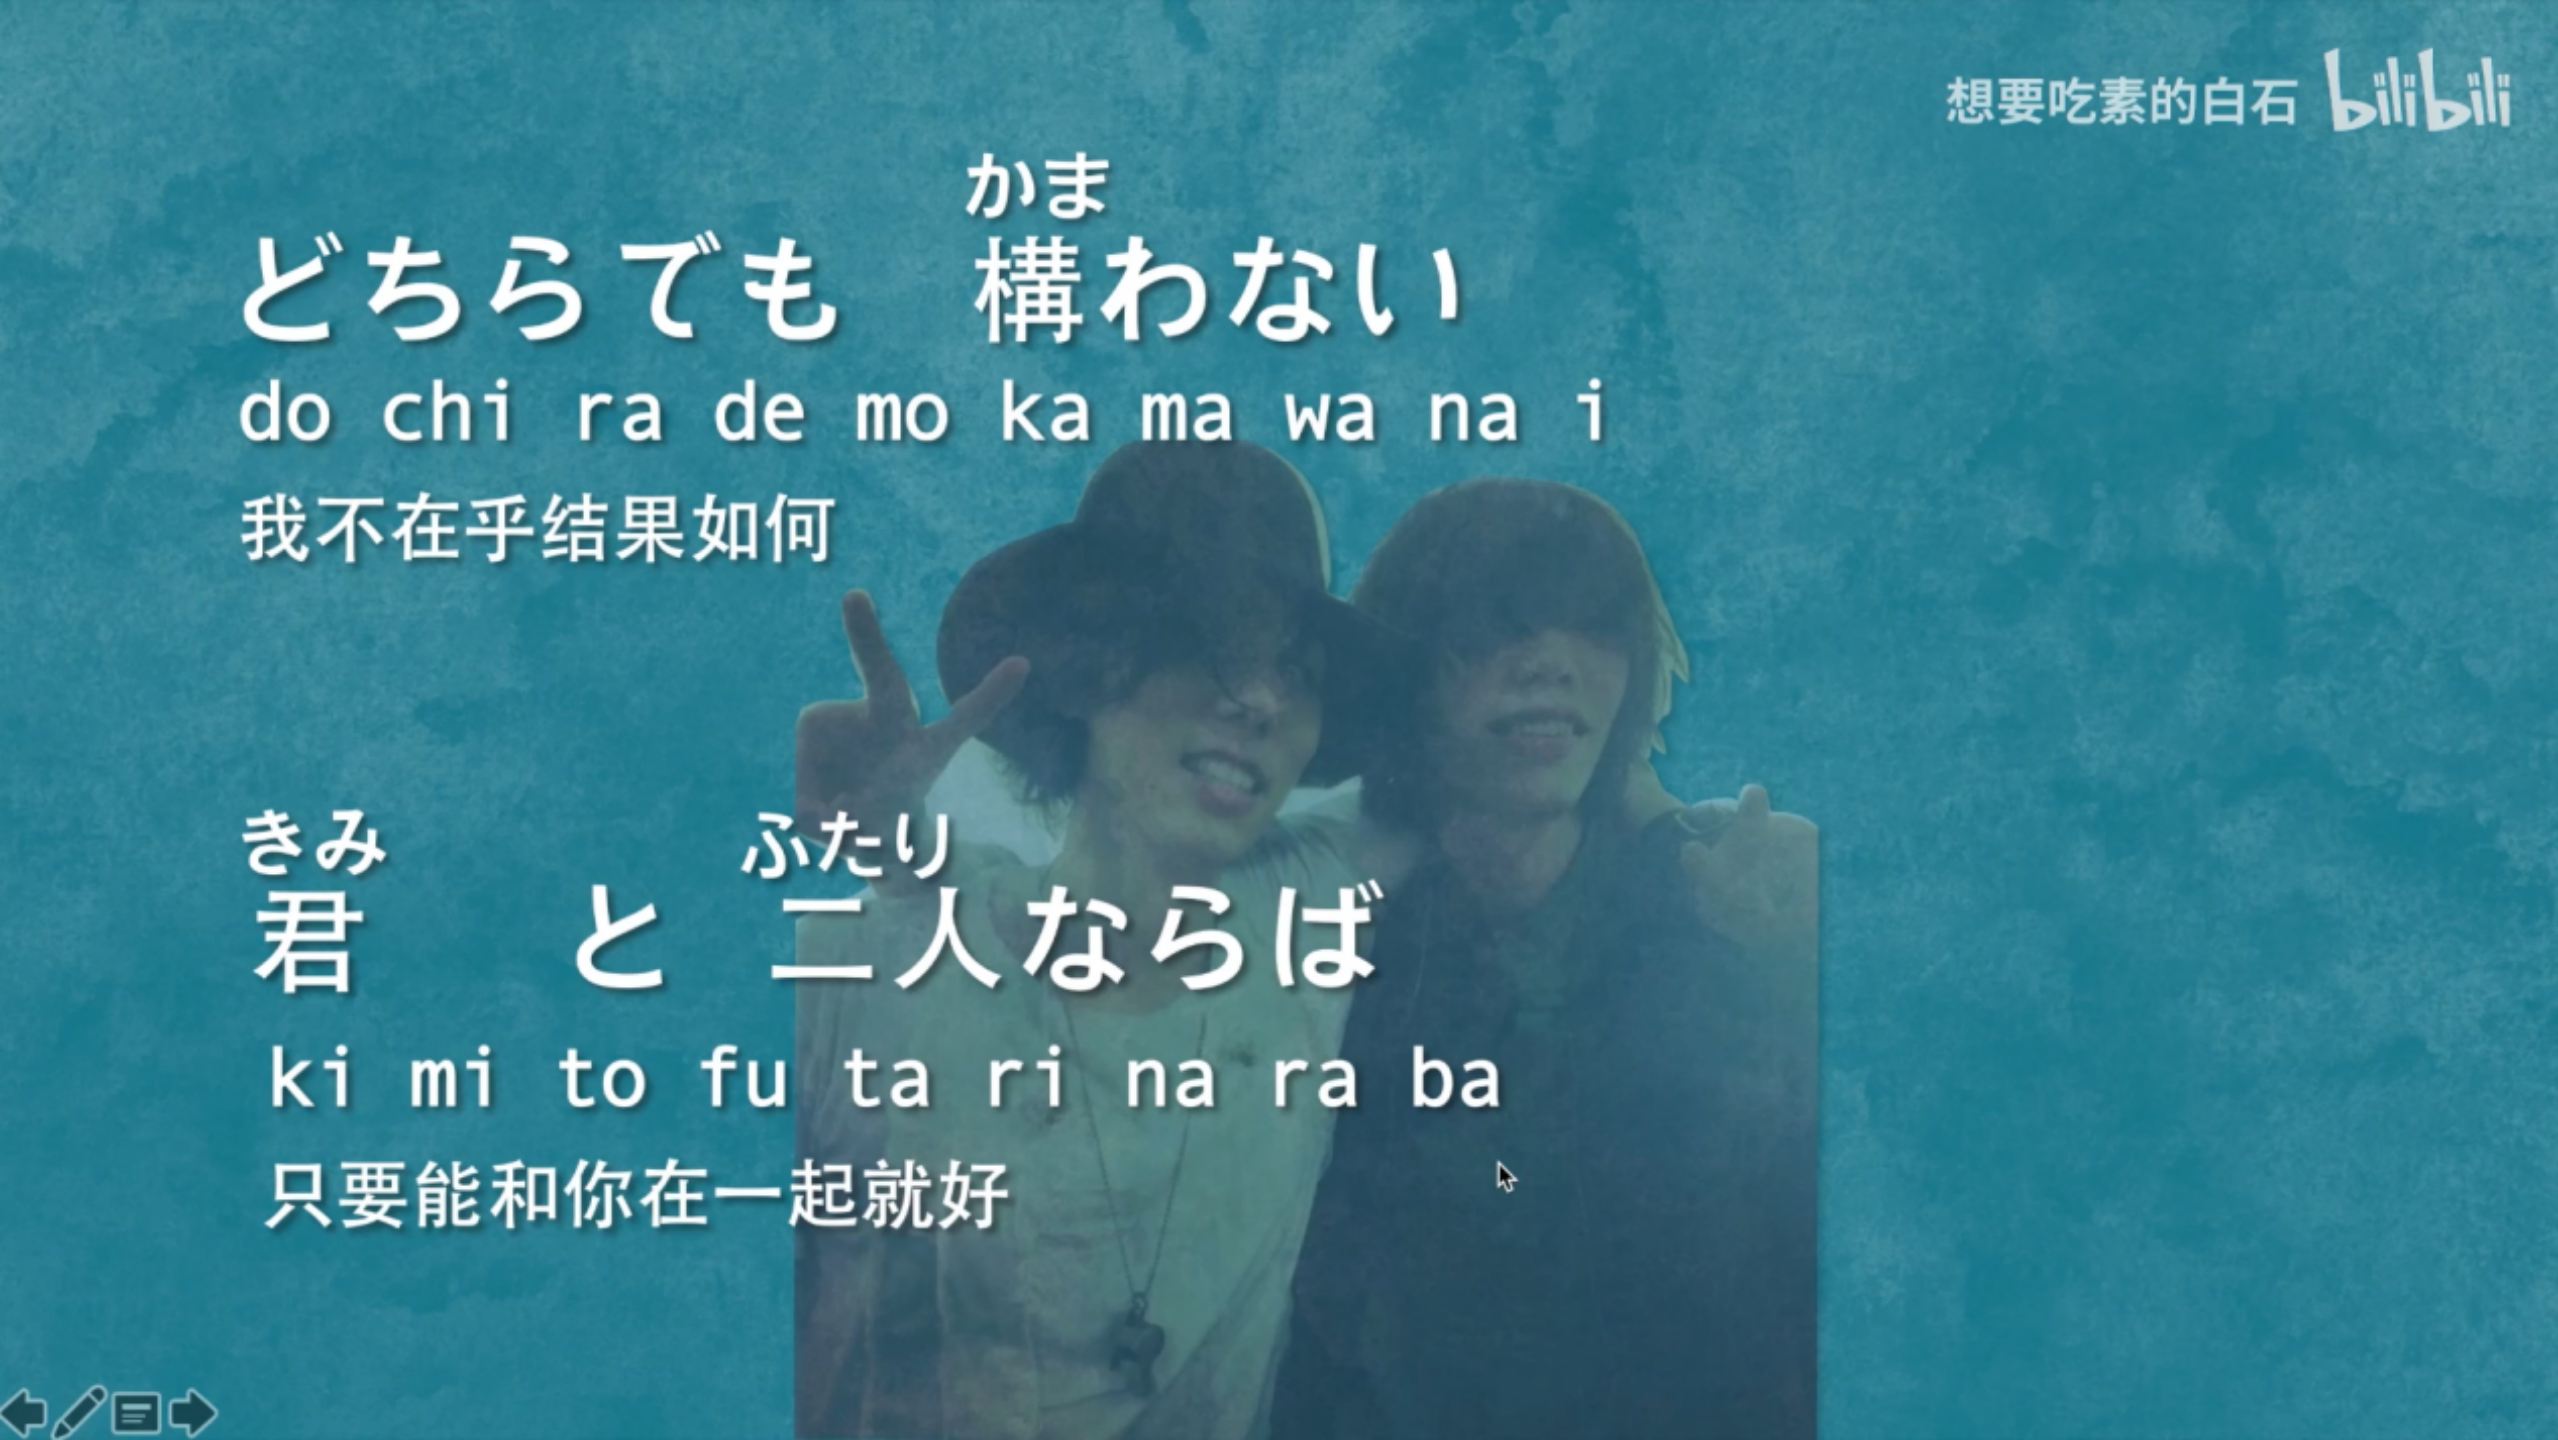 想要吃素的白石 bilibili
かま
どちらでも 構わない
do chi ra de mo ka ma wa na i
我不在乎结果如何
きみ ふたり
君 と 二人ならば
ki mi to fu ta ri na ra ba
只要能和你在一起就好